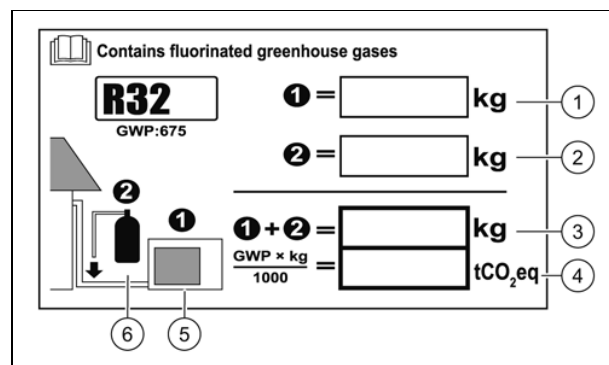 Contains fluorinated greenhouse gases
R32
GWP:675
❶ = kg
1
❷ = kg
2
❷
❶
❶ + ❷ = kg
3
GWP × kg
1000
= tCO₂eq
4
6
5